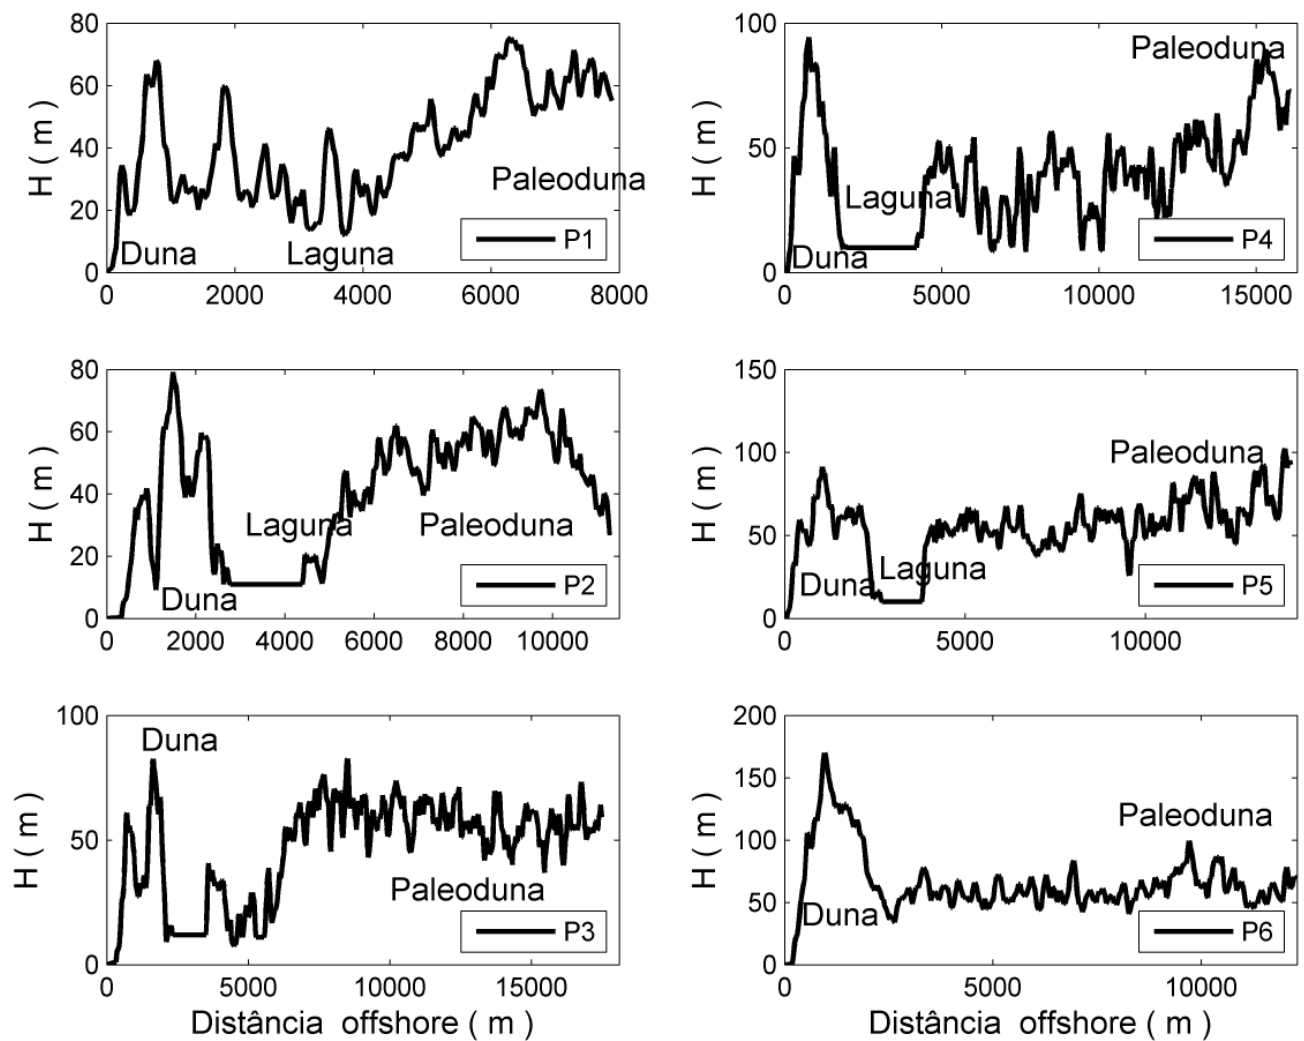 80
60
40
20
0
H ( m )
Duna
Laguna
Paleoduna
P1
0 2000 4000 6000 8000
100
50
0
H ( m )
Paleoduna
Laguna
Duna
P4
0 5000 10000 15000
80
60
40
20
0
H ( m )
Laguna
Paleoduna
Duna
P2
0 2000 4000 6000 8000 10000
150
100
50
0
H ( m )
Paleoduna
Laguna
Duna
P5
0 5000 10000
100
50
0
H ( m )
Duna
Paleoduna
P3
0 5000 10000 15000
Distância offshore ( m )
200
150
100
50
0
H ( m )
Paleoduna
Duna
P6
0 5000 10000
Distância offshore ( m )